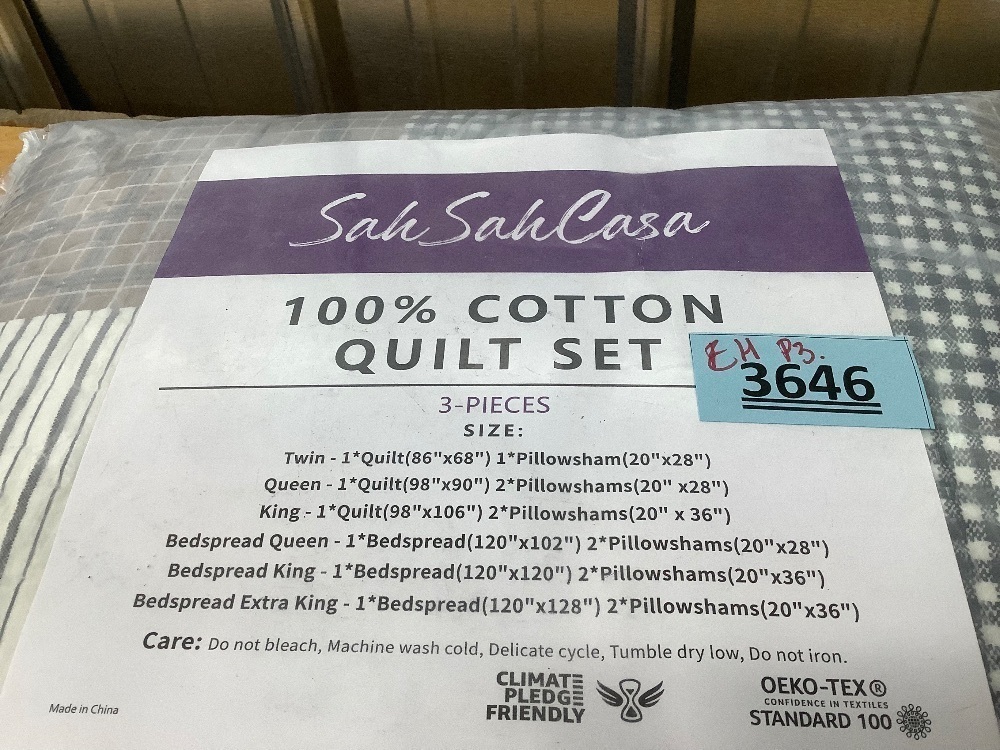 SahSahCasa
100% COTTON
QUILT SET
EH P3.
3646
3-PIECES
SIZE:
Twin - 1*Quilt(86"x68") 1*Pillowsham(20"x28")
Queen - 1*Quilt(98"x90") 2*Pillowshams(20" x28")
King - 1*Quilt(98"x106") 2*Pillowshams(20" x 36")
Bedspread Queen - 1*Bedspread(120"x102") 2*Pillowshams(20"x28")
Bedspread King - 1*Bedspread(120"x120") 2*Pillowshams(20"x36")
Bedspread Extra King - 1*Bedspread(120"x128") 2*Pillowshams(20"x36")
Care: Do not bleach, Machine wash cold, Delicate cycle, Tumble dry low, Do not iron.
Made in China
CLIMATE
PLEDGE
FRIENDLY
OEKO-TEX®
CONFIDENCE IN TEXTILES
STANDARD 100